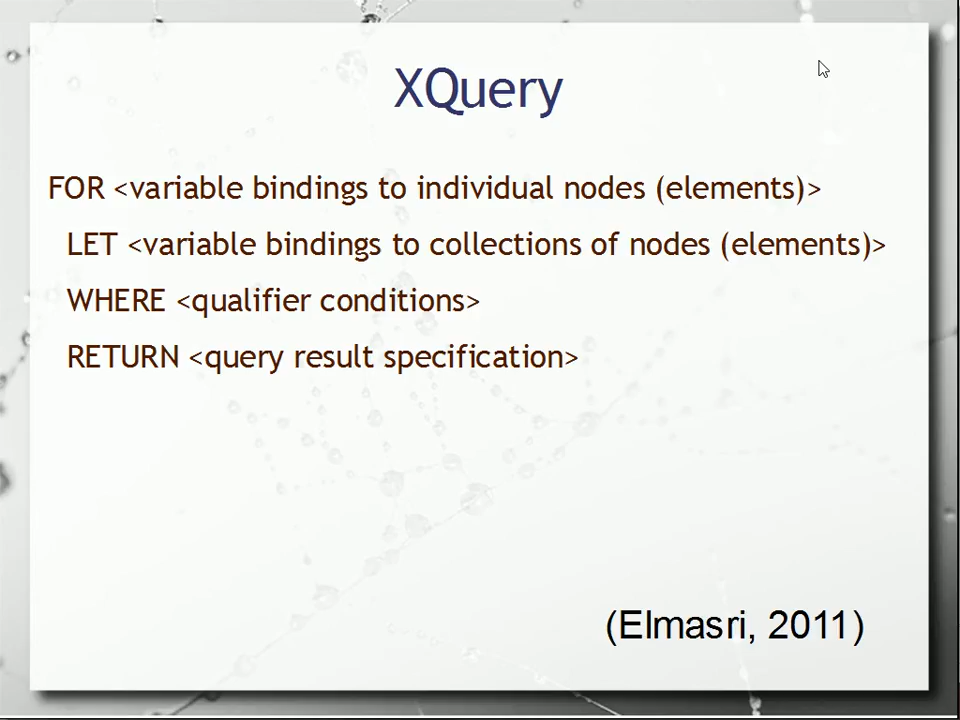 XQuery
FOR <variable bindings to individual nodes (elements)>
LET <variable bindings to collections of nodes (elements)>
WHERE <qualifier conditions>
RETURN <query result specification>
(Elmasri, 2011)